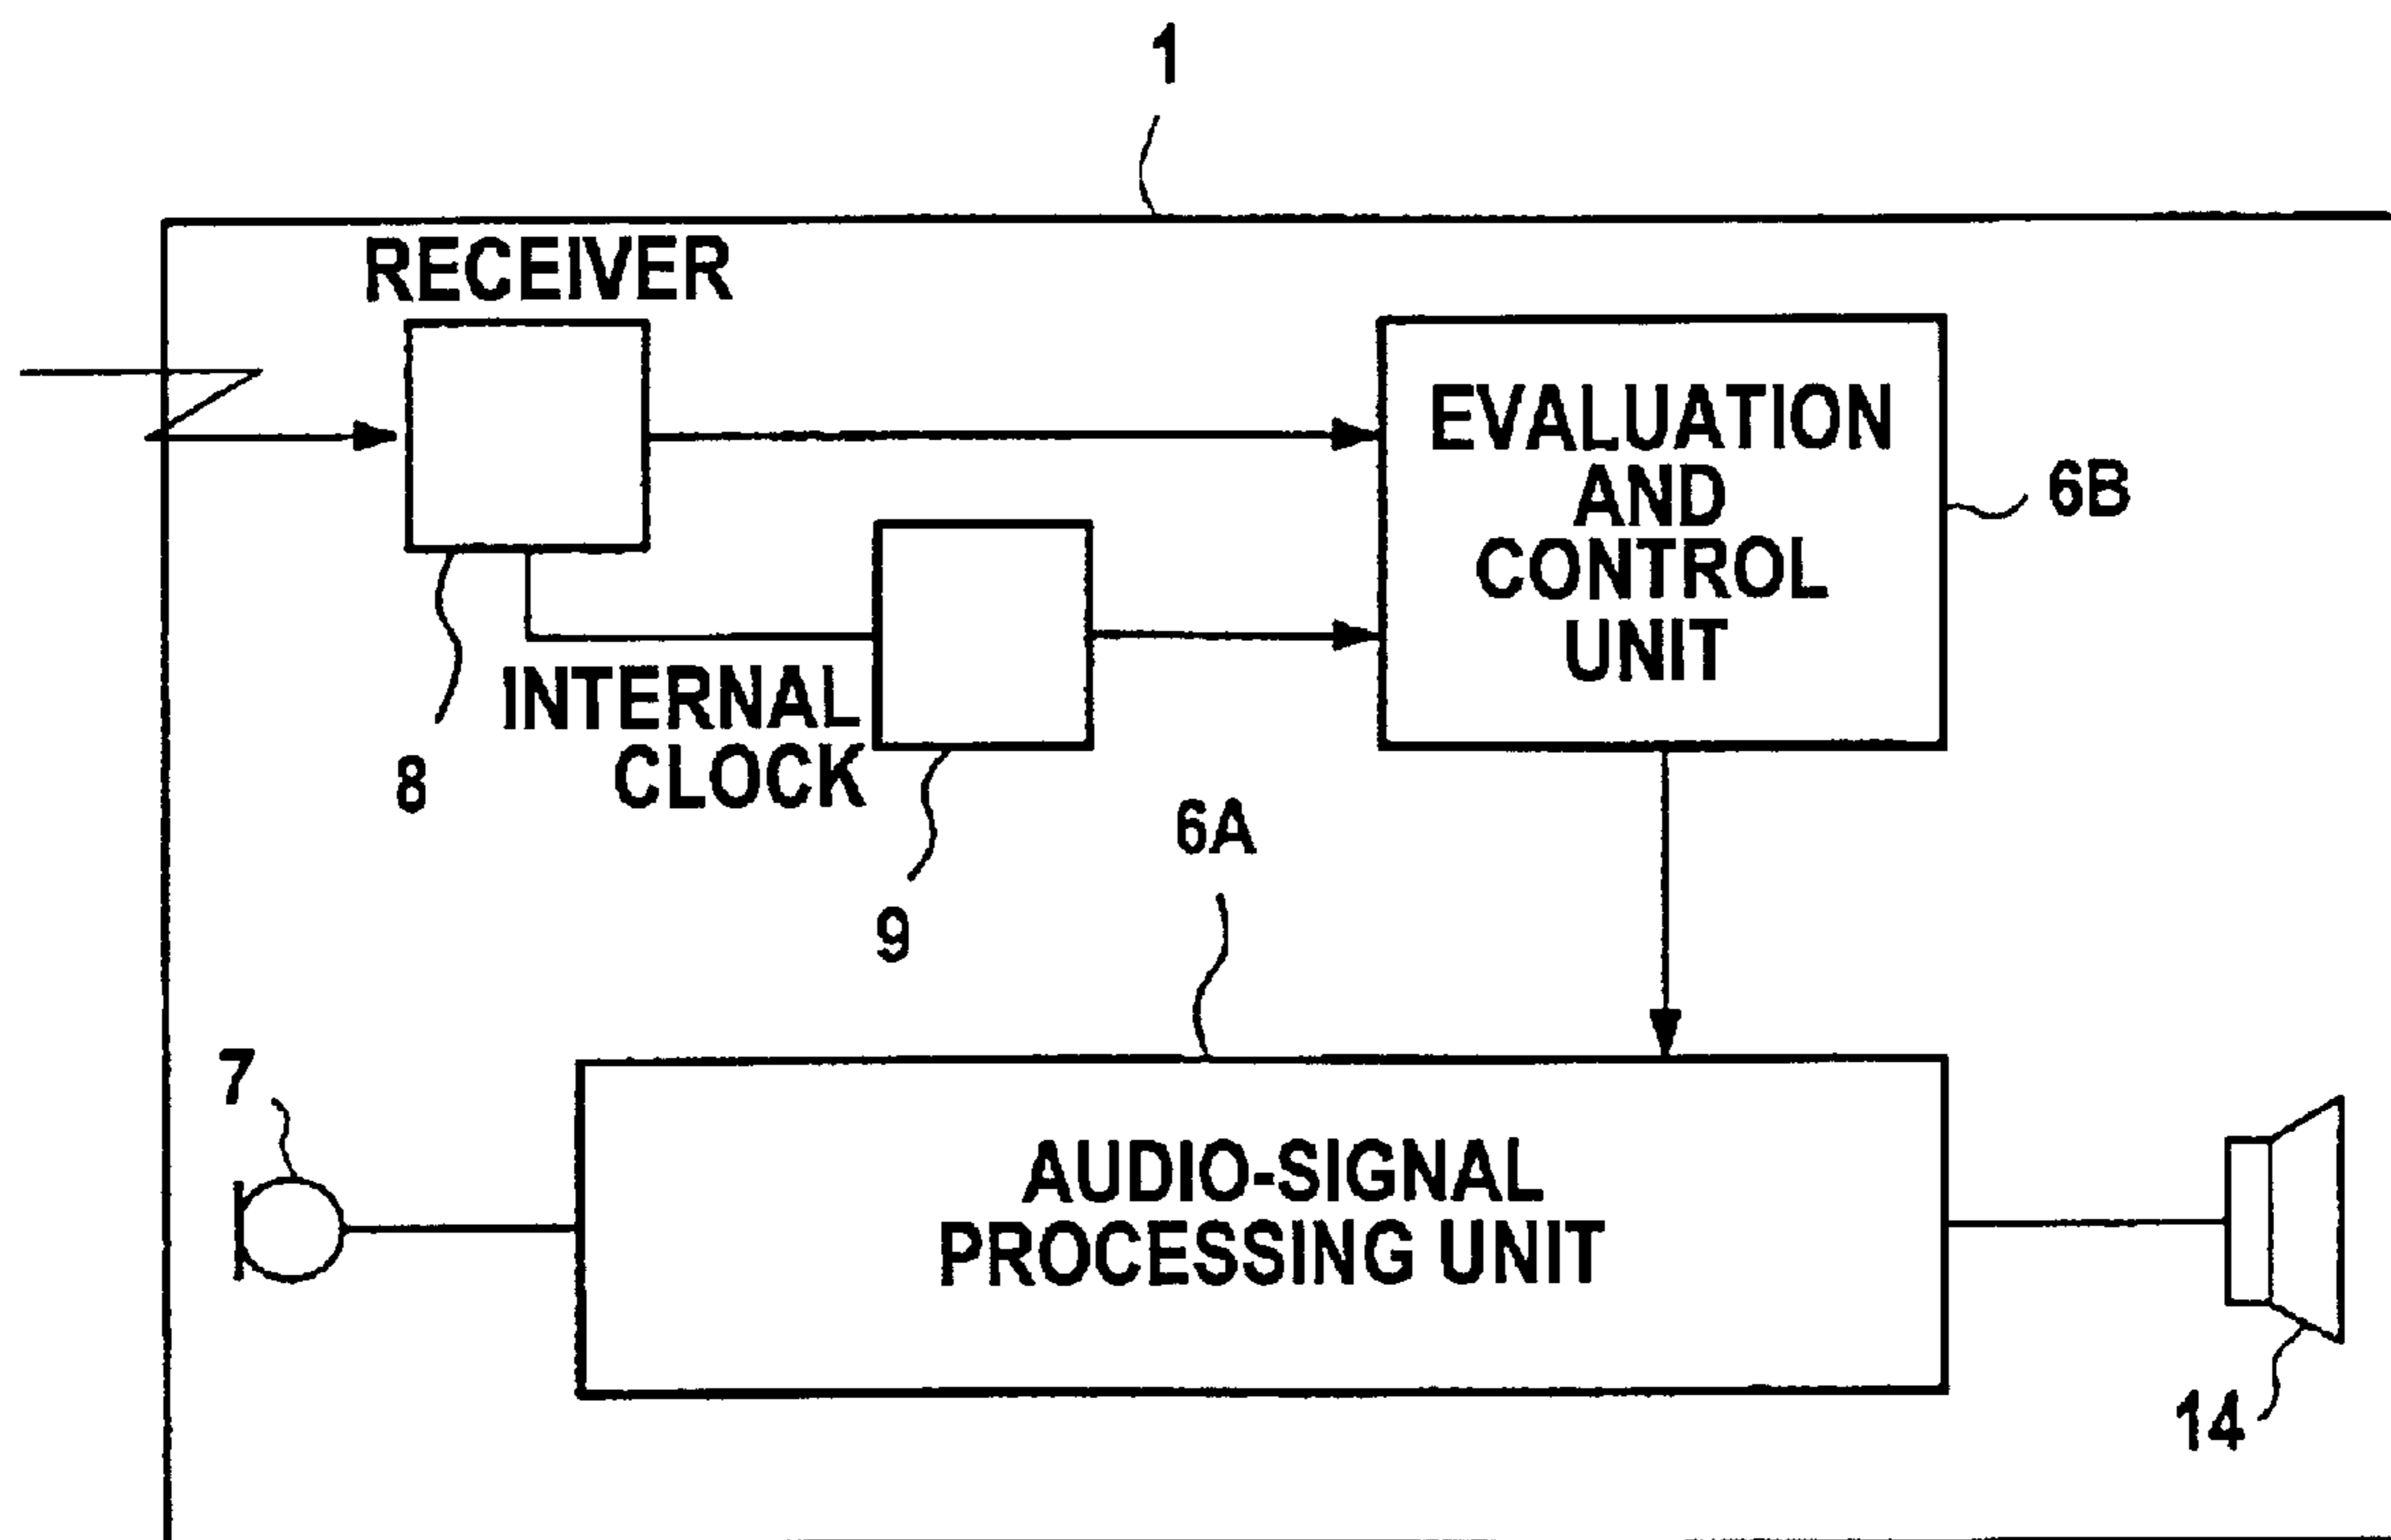 1
RECEIVER
EVALUATION
AND
CONTROL
UNIT
6B
INTERNAL
CLOCK
8
9
6A
7
AUDIO-SIGNAL
PROCESSING UNIT
14